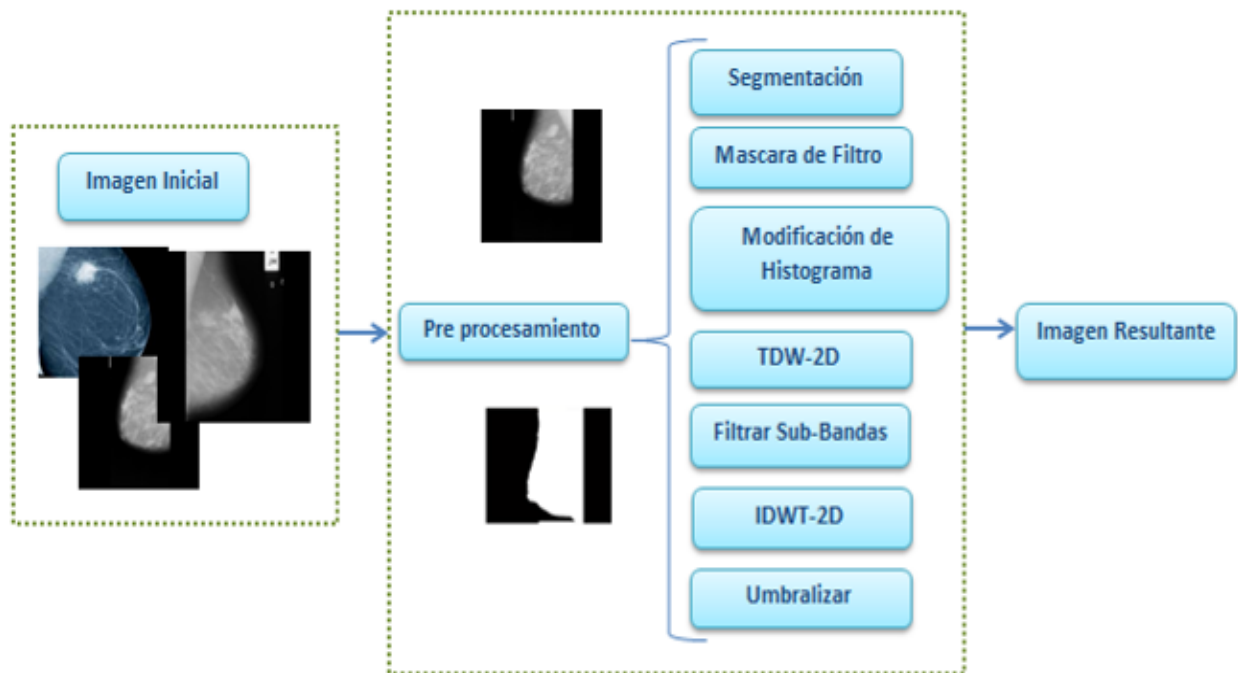 Imagen Inicial
Pre procesamiento
Segmentación
Mascara de Filtro
Modificación de
Histograma
TDW-2D
Filtrar Sub-Bandas
IDWT-2D
Umbralizar
Imagen Resultante